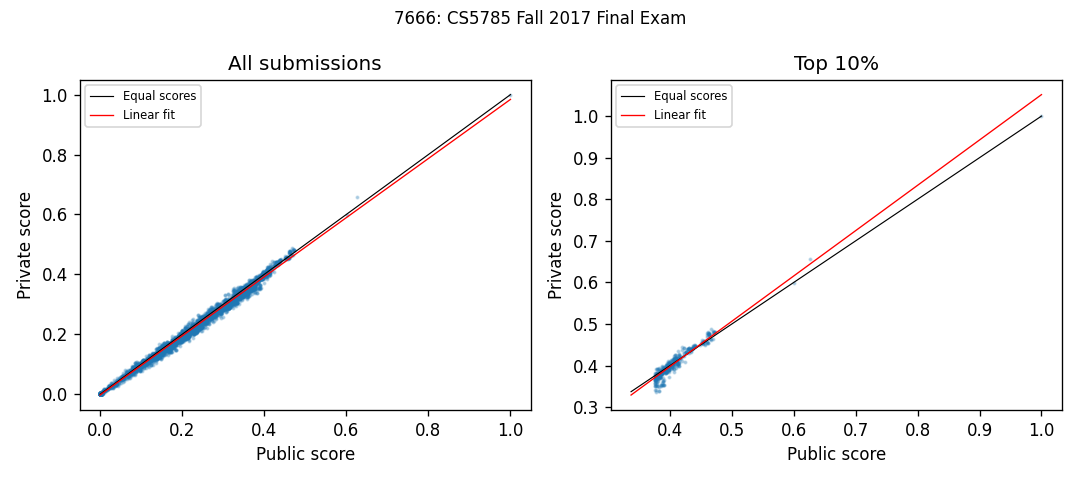 7666: CS5785 Fall 2017 Final Exam
All submissions
Equal scores
Linear fit
1.0
0.8
0.6
0.4
0.2
0.0
Private score
0.0 0.2 0.4 0.6 0.8 1.0
Public score
Top 10%
Equal scores
Linear fit
1.0
0.9
0.8
0.7
0.6
0.5
0.4
0.3
Private score
0.4 0.5 0.6 0.7 0.8 0.9 1.0
Public score